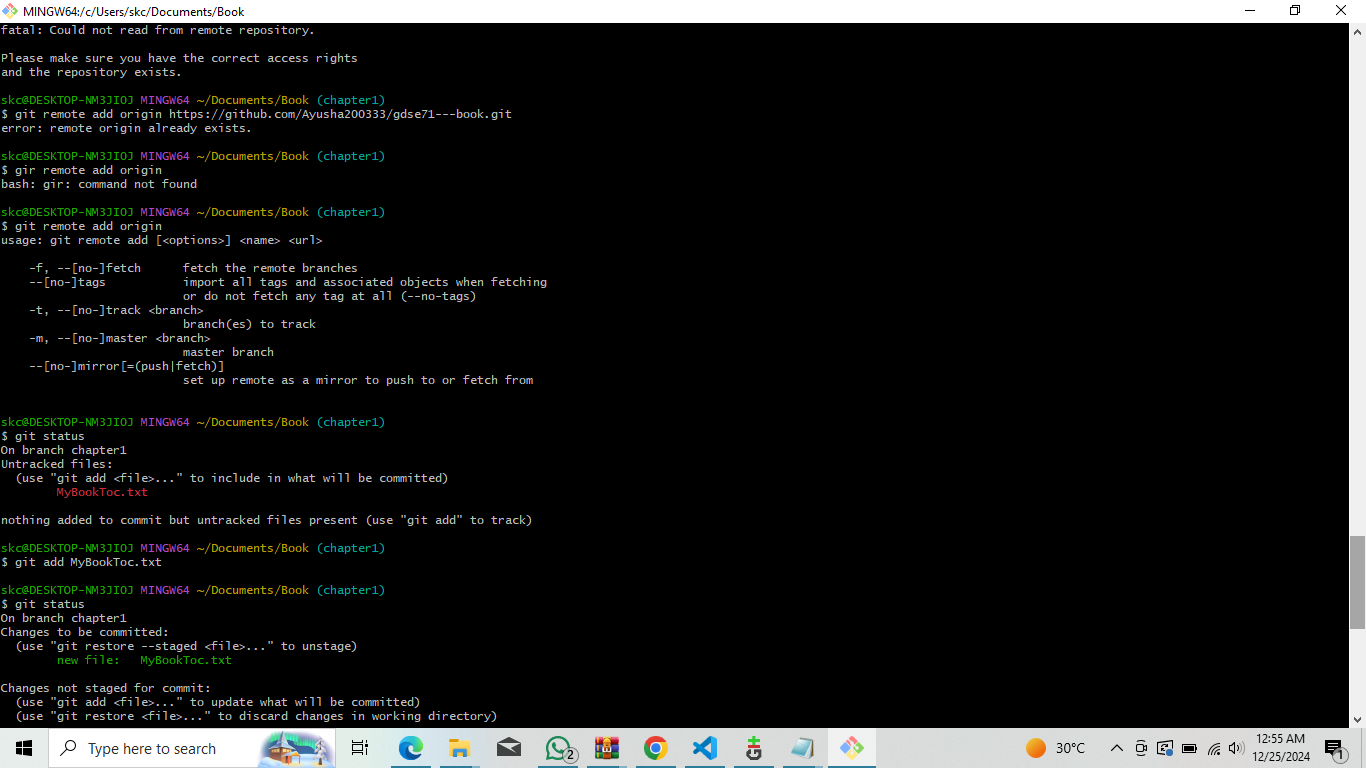 MINGW64:/c/Users/skc/Documents/Book
fatal: Could not read from remote repository.
Please make sure you have the correct access rights
and the repository exists.
skc@DESKTOP-NM3JIOJ MINGW64 ~/Documents/Book (chapter1)
$ git remote add origin https://github.com/Ayusha200333/gdse71---book.git
error: remote origin already exists.
skc@DESKTOP-NM3JIOJ MINGW64 ~/Documents/Book (chapter1)
$ gir remote add origin
bash: gir: command not found
skc@DESKTOP-NM3JIOJ MINGW64 ~/Documents/Book (chapter1)
$ git remote add origin
usage: git remote add [<options>] <name> <url>
    -f, --[no-]fetch      fetch the remote branches
    --[no-]tags           import all tags and associated objects when fetching
                          or do not fetch any tag at all (--no-tags)
    -t, --[no-]track <branch>
                          branch(es) to track
    -m, --[no-]master <branch>
                          master branch
    --[no-]mirror[=(push|fetch)]
                          set up remote as a mirror to push to or fetch from
skc@DESKTOP-NM3JIOJ MINGW64 ~/Documents/Book (chapter1)
$ git status
On branch chapter1
Untracked files:
  (use "git add <file>..." to include in what will be committed)
        MyBookToc.txt
nothing added to commit but untracked files present (use "git add" to track)
skc@DESKTOP-NM3JIOJ MINGW64 ~/Documents/Book (chapter1)
$ git add MyBookToc.txt
skc@DESKTOP-NM3JIOJ MINGW64 ~/Documents/Book (chapter1)
$ git status
On branch chapter1
Changes to be committed:
  (use "git restore --staged <file>..." to unstage)
        new file:   MyBookToc.txt
Changes not staged for commit:
  (use "git add <file>..." to update what will be committed)
  (use "git restore <file>..." to discard changes in working directory)
Type here to search
2
30°C
12:55 AM
12/25/2024
1